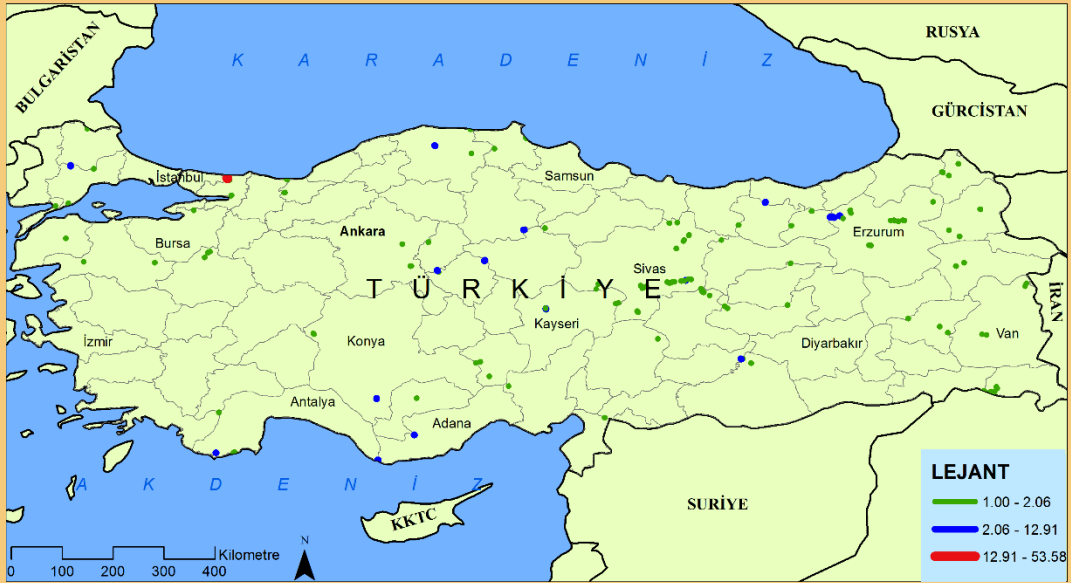 RUSYA
BULGARİSTAN
K A R A D E N İ Z
GÜRCİSTAN
İstanbul
Samsun
Ankara
Erzurum
Bursa
Sivas
T Ü R K İ Y E
İRAN
Kayseri
İzmir
Konya
Diyarbakır
Van
Antalya
Adana
A K D E N İ Z
LEJANT
1.00 - 2.06
2.06 - 12.91
12.91 - 53.58
SURİYE
KKTC
N
Kilometre
0 100 200 300 400